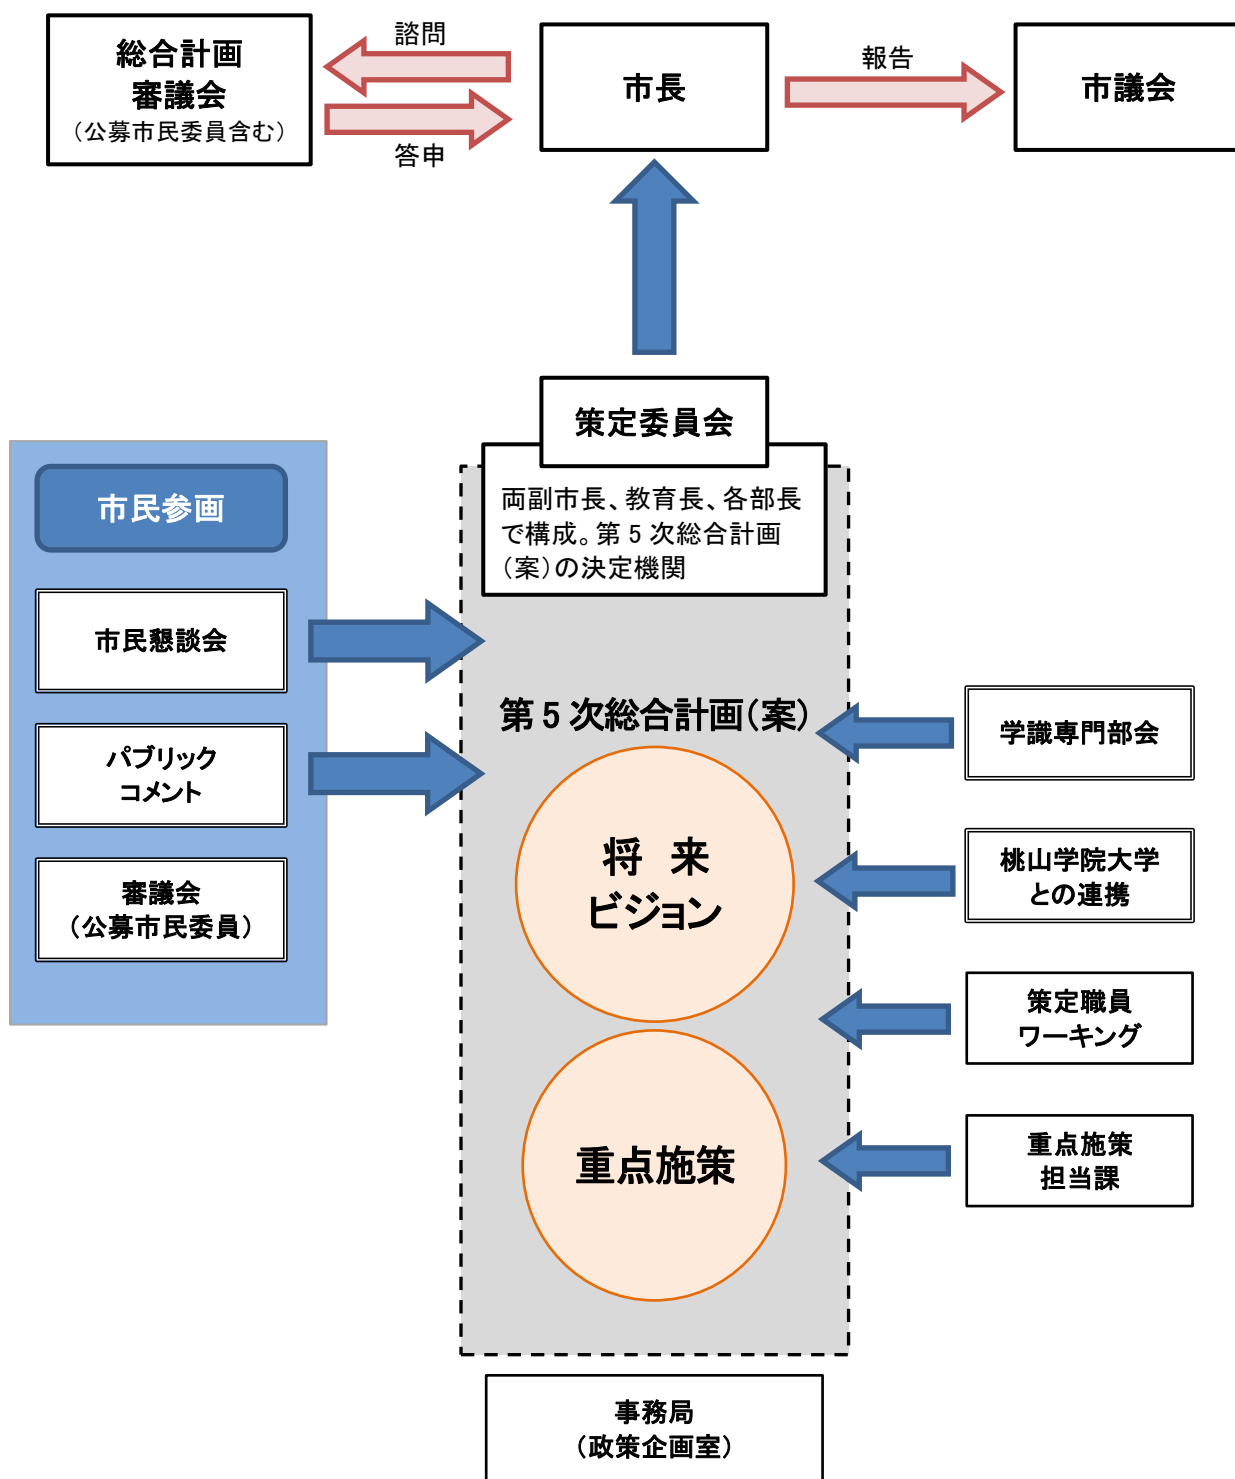 総合計画
審議会
（公募市民委員含む）
諮問
答申
市長
報告
市議会
策定委員会
両副市長、教育長、各部長
で構成。第５次総合計画
（案）の決定機関
市民参画
市民懇談会
パブリック
コメント
審議会
（公募市民委員）
第５次総合計画（案）
将　来
ビジョン
重点施策
学識専門部会
桃山学院大学
との連携
策定職員
ワーキング
重点施策
担当課
事務局
（政策企画室）